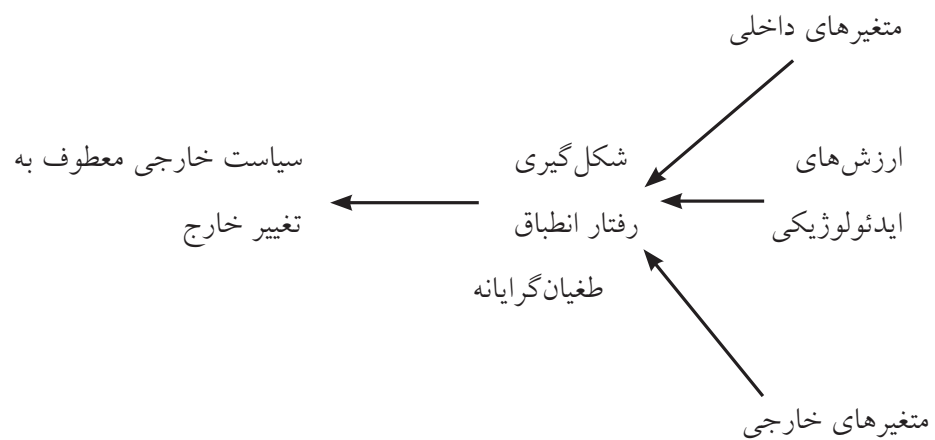 متغیرهای داخلی
ارزش‌های
ایدئولوژیکی
متغیرهای خارجی
شکل‌گیری
رفتار انطباق
طغیان‌گرایانه
سیاست خارجی معطوف به
تغییر خارج